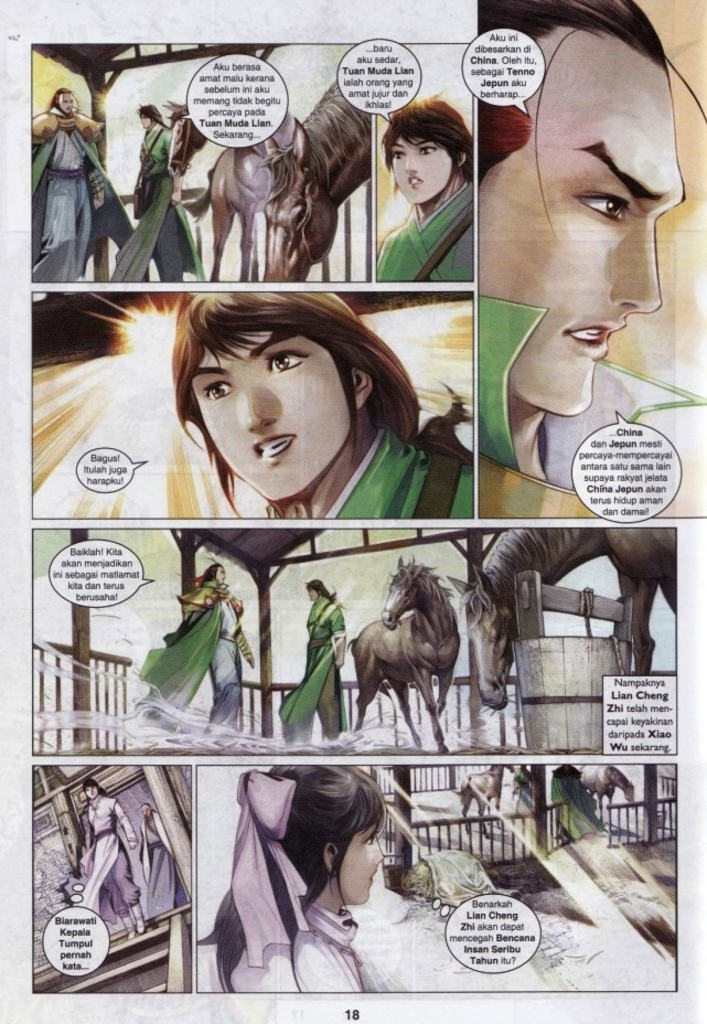 Aku berasa
amat malu kerana
sebelum ini aku
memang tidak begitu
percaya pada
Tuan Muda Lian.
Sekarang...
...baru
aku sedar,
Tuan Muda Lian
ialah orang yang
amat jujur dan
ikhlas!
Aku ini
dibesarkan di
China. Oleh itu,
sebagai Tenno
Jepun aku
berharap...
...China
dan Jepun mesti
percaya-mempercayai
antara satu sama lain
supaya rakyat jelata
China Jepun akan
terus hidup aman
dan damai!
Bagus!
Itulah juga
harapku!
Baiklah! Kita
akan menjadikan
ini sebagai matlamat
kita dan terus
berusaha!
Nampaknya
Lian Cheng
Zhi telah men-
capai keyakinan
daripada Xiao
Wu sekarang.
Biarawati
Kepala
Tumpul
pernah
kata...
Benarkah
Lian Cheng
Zhi akan dapat
mencegah Bencana
Insan Seribu
Tahun itu?
18